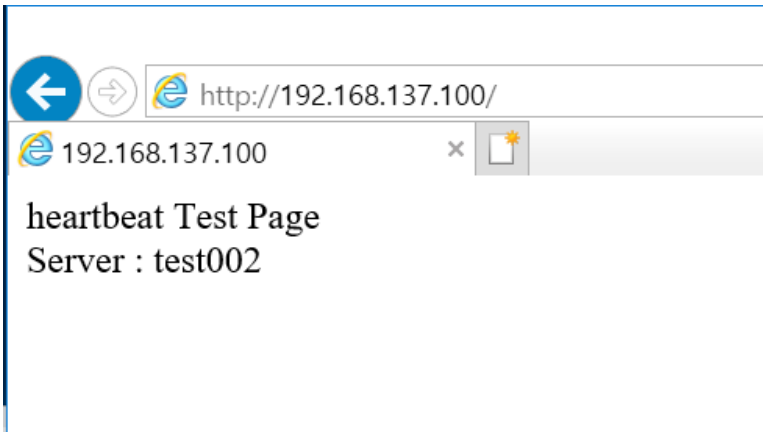 http://192.168.137.100/
192.168.137.100
heartbeat Test Page
Server : test002